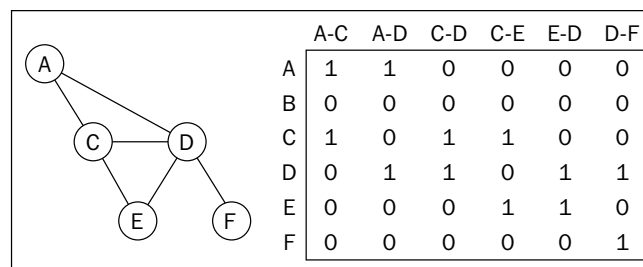 A
C
D
E
F
A-C A-D C-D C-E E-D D-F
A 1 1 0 0 0 0
B 0 0 0 0 0 0
C 1 0 1 1 0 0
D 0 1 1 0 1 1
E 0 0 0 1 1 0
F 0 0 0 0 0 1